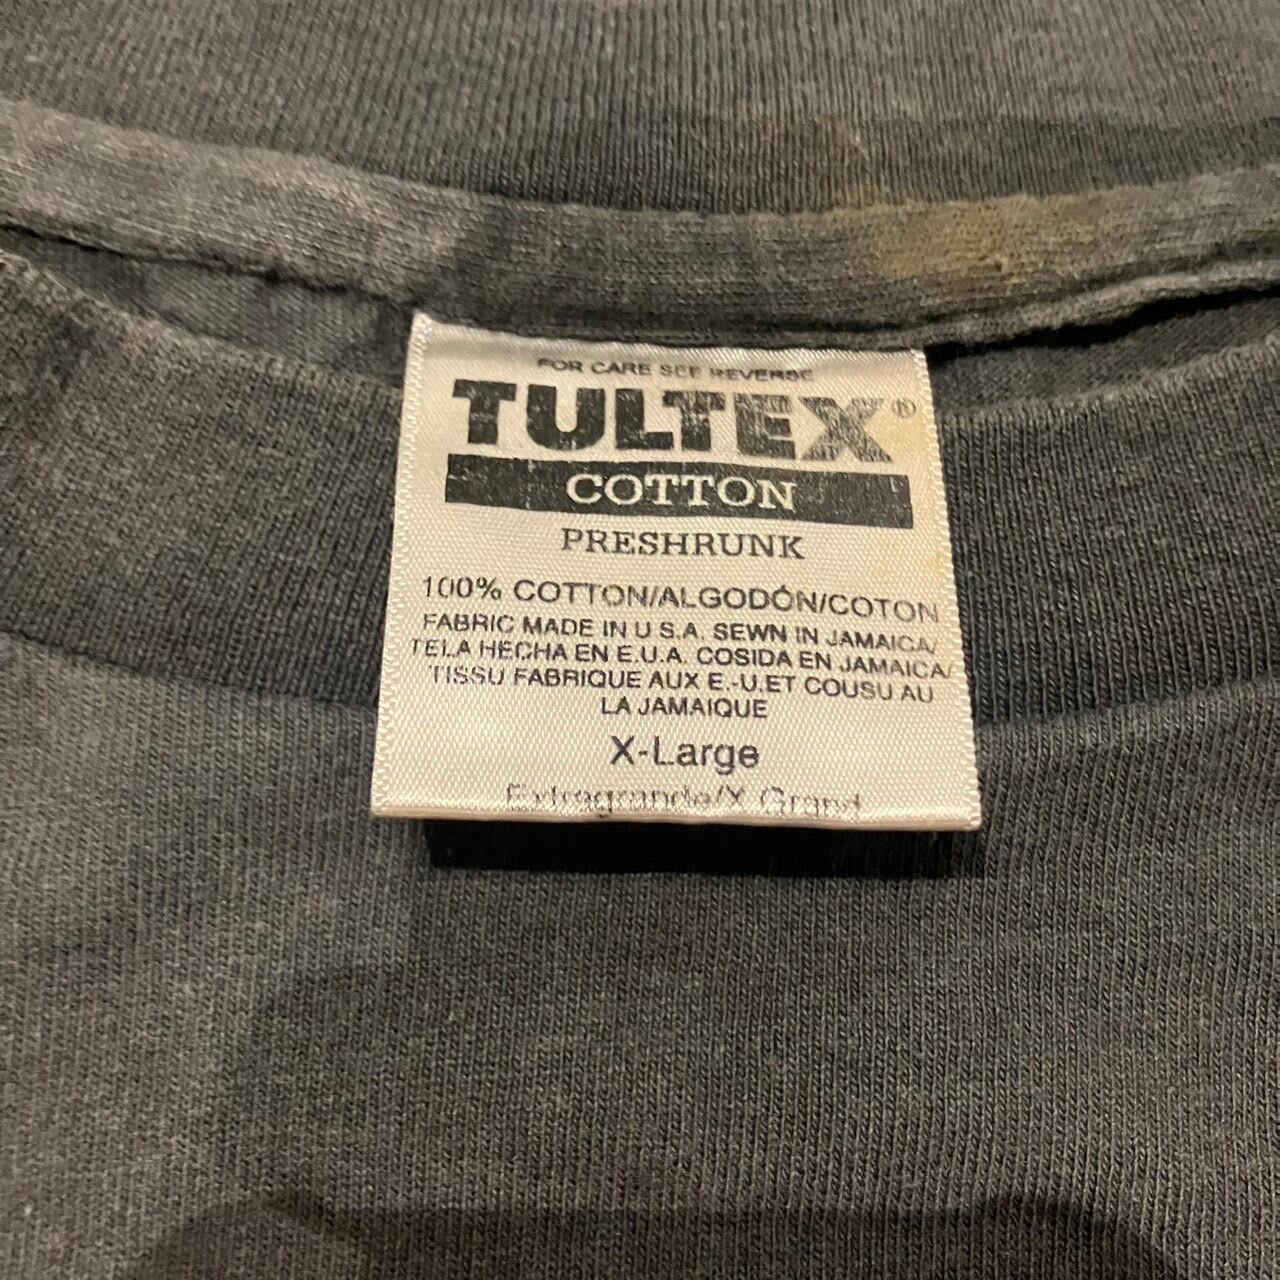 FOR CARE SEE REVERSE
TULTEX®
COTTON
PRESHRUNK
100% COTTON/ALGODÓN/COTON
FABRIC MADE IN U S.A. SEWN IN JAMAICA/
TELA HECHA EN E.U.A. COSIDA EN JAMAICA/
TISSU FABRIQUE AUX E.-U.ET COUSU AU
LA JAMAIQUE
X-Large
Extragrande/X Grand